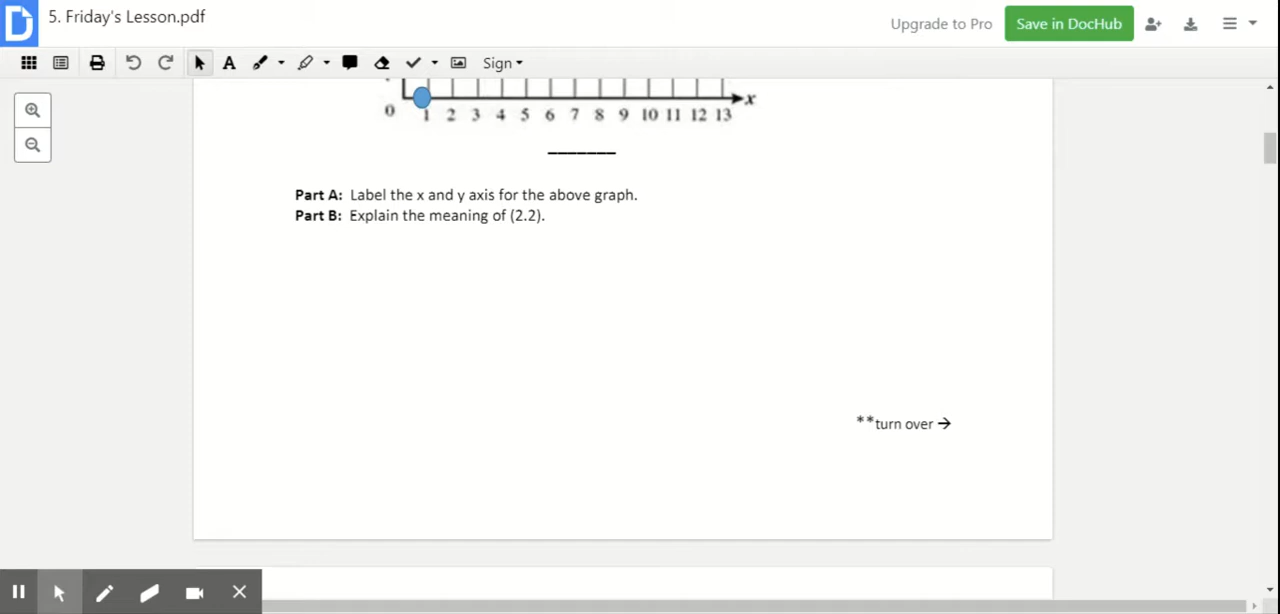 5. Friday's Lesson.pdf
Upgrade to Pro Save in DocHub
A Sign
x
0 1 2 3 4 5 6 7 8 9 10 11 12 13
Part A: Label the x and y axis for the above graph.
Part B: Explain the meaning of (2.2).
**turn over →